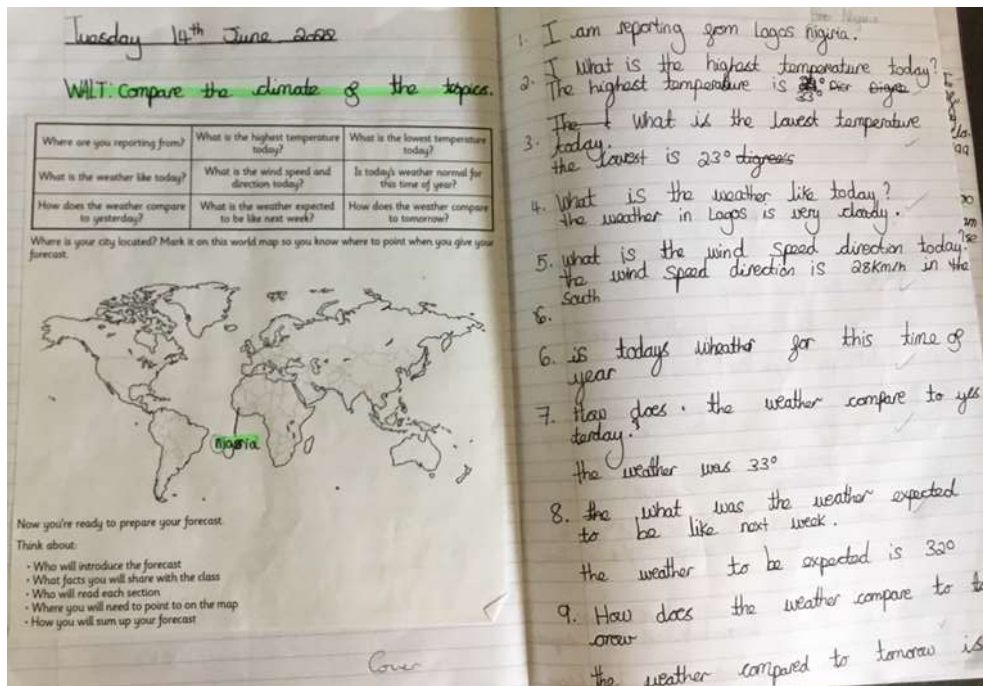 Tuesday 14th June 2022
WALT: Compare the climate of the topics.
Where are you reporting from? What is the highest temperature today? What is the lowest temperature today?
What is the weather like today? What is the wind speed and direction today? Is today's weather normal for this time of year?
How does the weather compare to yesterday? What is the weather expected to be like next week? How does the weather compare to tomorrow?
Where is your city located? Mark it on this world map so you know where to point when you give your
forecast.
nigeria
Now you're ready to prepare your forecast.
Think about:
• Who will introduce the forecast
• What facts you will share with the class
• Who will read each section
• Where you will need to point to on the map
• How you will sum up your forecast
Cover
1. I am reporting from Lagos nigiria.
2. I What is the highest temperature today?
The highest temperature is 33°
3. The What is the lowest temperature
today.
the lowest is 23° digrees
4. What is the weather like today?
the weather in Lagos is very cloudy.
5. what is the wind speed direction today?
the wind speed direction is 28km/h in the
south
6.
6. is todays wheather for this time of
year
7. How does . the weather compare to yes
terday.
the weather was 33°
8. the what was the weather expected
to be like next week.
the weather to be expected is 32°
9. How does the weather compare to to
orow
the weather compared to tomorow is